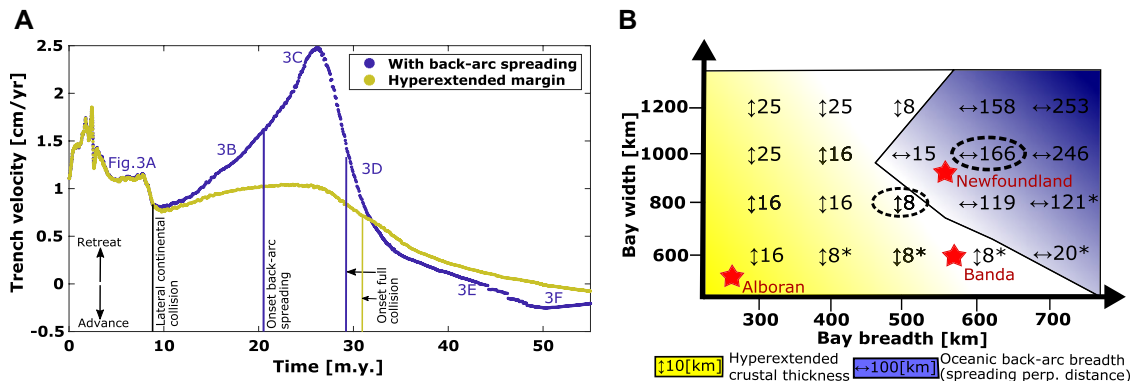 A
B
Trench velocity [cm/yr]
2.5
2.0
1.5
1
0.5
0
-0.5
With back-arc spreading
Hyperextended margin
3C
3B
Fig.3A
3D
3E
3F
Retreat
Advance
Lateral continental
collision
Onset back-arc
spreading
Onset full
collision
0 10 20 30 40 50
Time [m.y.]
Bay width [km]
1200 ↕25 ↕25 ↕8 ↔158 ↔253
1000 ↕25 ↕16 ↔15 ↔166 ↔246
Newfoundland
800 ↕16 ↕16 ↕8 ↔119 ↔121*
600 ↕16 ↕8* ↕8* ↕8* ↔20*
Alboran Banda
300 400 500 600 700
Bay breadth [km]
↕10[km] Hyperextended
crustal thickness
↔100[km] Oceanic back-arc breadth
(spreading perp. distance)